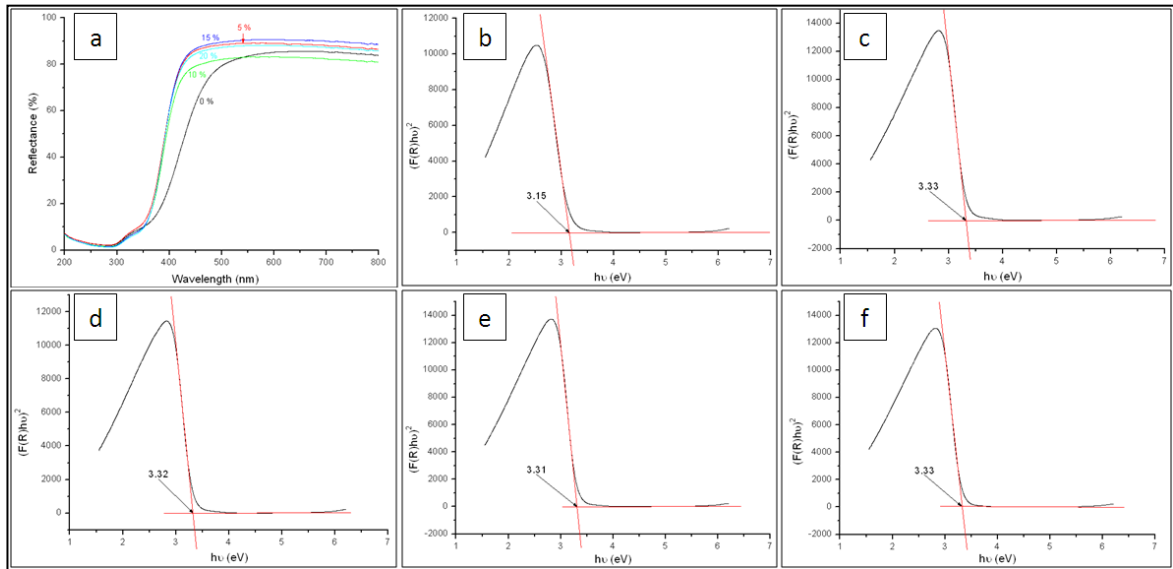 a
100
80
60
40
20
0
Reflectance (%)
15 %
5 %
20 %
10 %
0 %
200 300 400 500 600 700 800
Wavelength (nm)
b
12000
10000
8000
6000
4000
2000
0
(F(R)hυ)²
3.15
1 2 3 4 5 6 7
hυ (eV)
c
14000
12000
10000
8000
6000
4000
2000
0
-2000
(F(R)hυ)²
3.33
1 2 3 4 5 6 7
hυ (eV)
d
12000
10000
8000
6000
4000
2000
0
(F(R)hυ)²
3.32
1 2 3 4 5 6 7
hυ (eV)
e
14000
12000
10000
8000
6000
4000
2000
0
-2000
(F(R)hυ)²
3.31
1 2 3 4 5 6 7
hυ (eV)
f
14000
12000
10000
8000
6000
4000
2000
0
-2000
(F(R)hυ)²
3.33
1 2 3 4 5 6 7
hυ (eV)